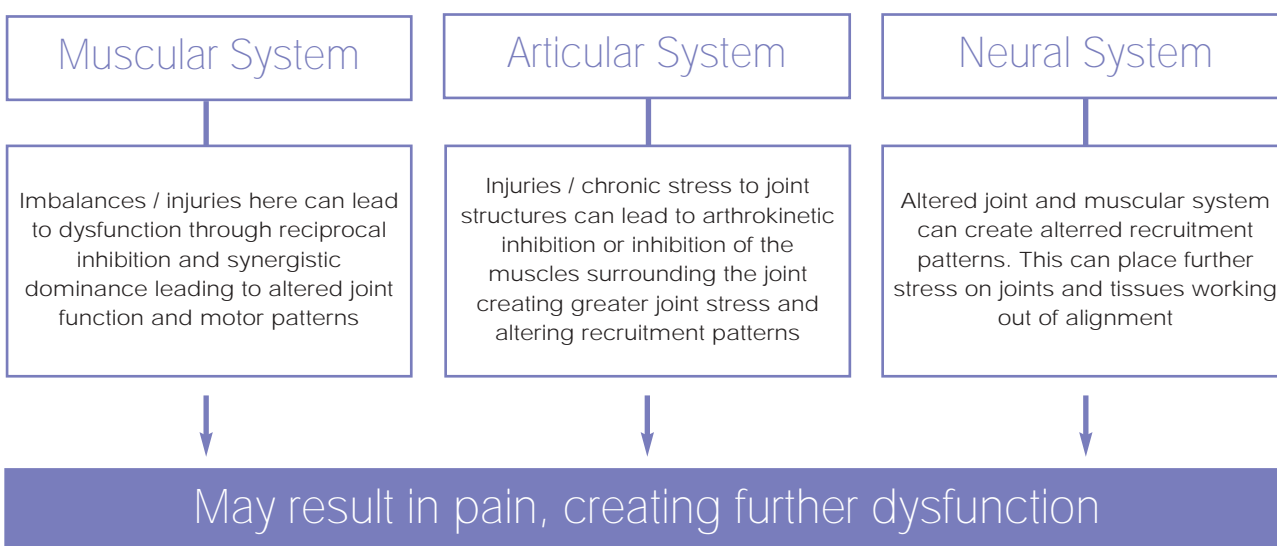 Muscular System
Imbalances / injuries here can lead
to dysfunction through reciprocal
inhibition and synergistic
dominance leading to altered joint
function and motor patterns
Articular System
Injuries / chronic stress to joint
structures can lead to arthrokinetic
inhibition or inhibition of the
muscles surrounding the joint
creating greater joint stress and
altering recruitment patterns
Neural System
Altered joint and muscular system
can create alterred recruitment
patterns. This can place further
stress on joints and tissues working
out of alignment
May result in pain, creating further dysfunction